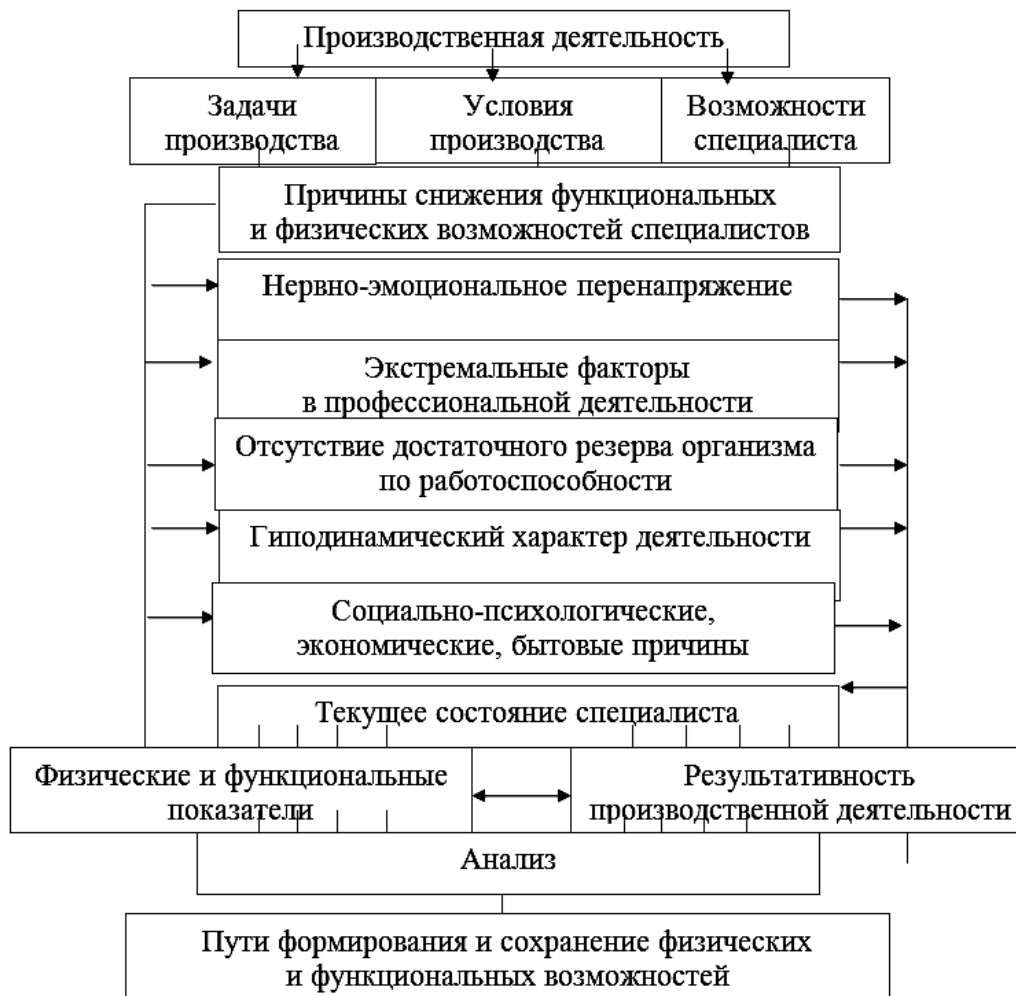 Производственная деятельность
Задачи
производства
Условия
производства
Возможности
специалиста
Причины снижения функциональных
и физических возможностей специалистов
Нервно-эмоциональное перенапряжение
Экстремальные факторы
в профессиональной деятельности
Отсутствие достаточного резерва организма
по работоспособности
Гиподинамический характер деятельности
Социально-психологические,
экономические, бытовые причины
Текущее состояние специалиста
Физические и функциональные
показатели
Результативность
производственной деятельности
Анализ
Пути формирования и сохранение физических
и функциональных возможностей